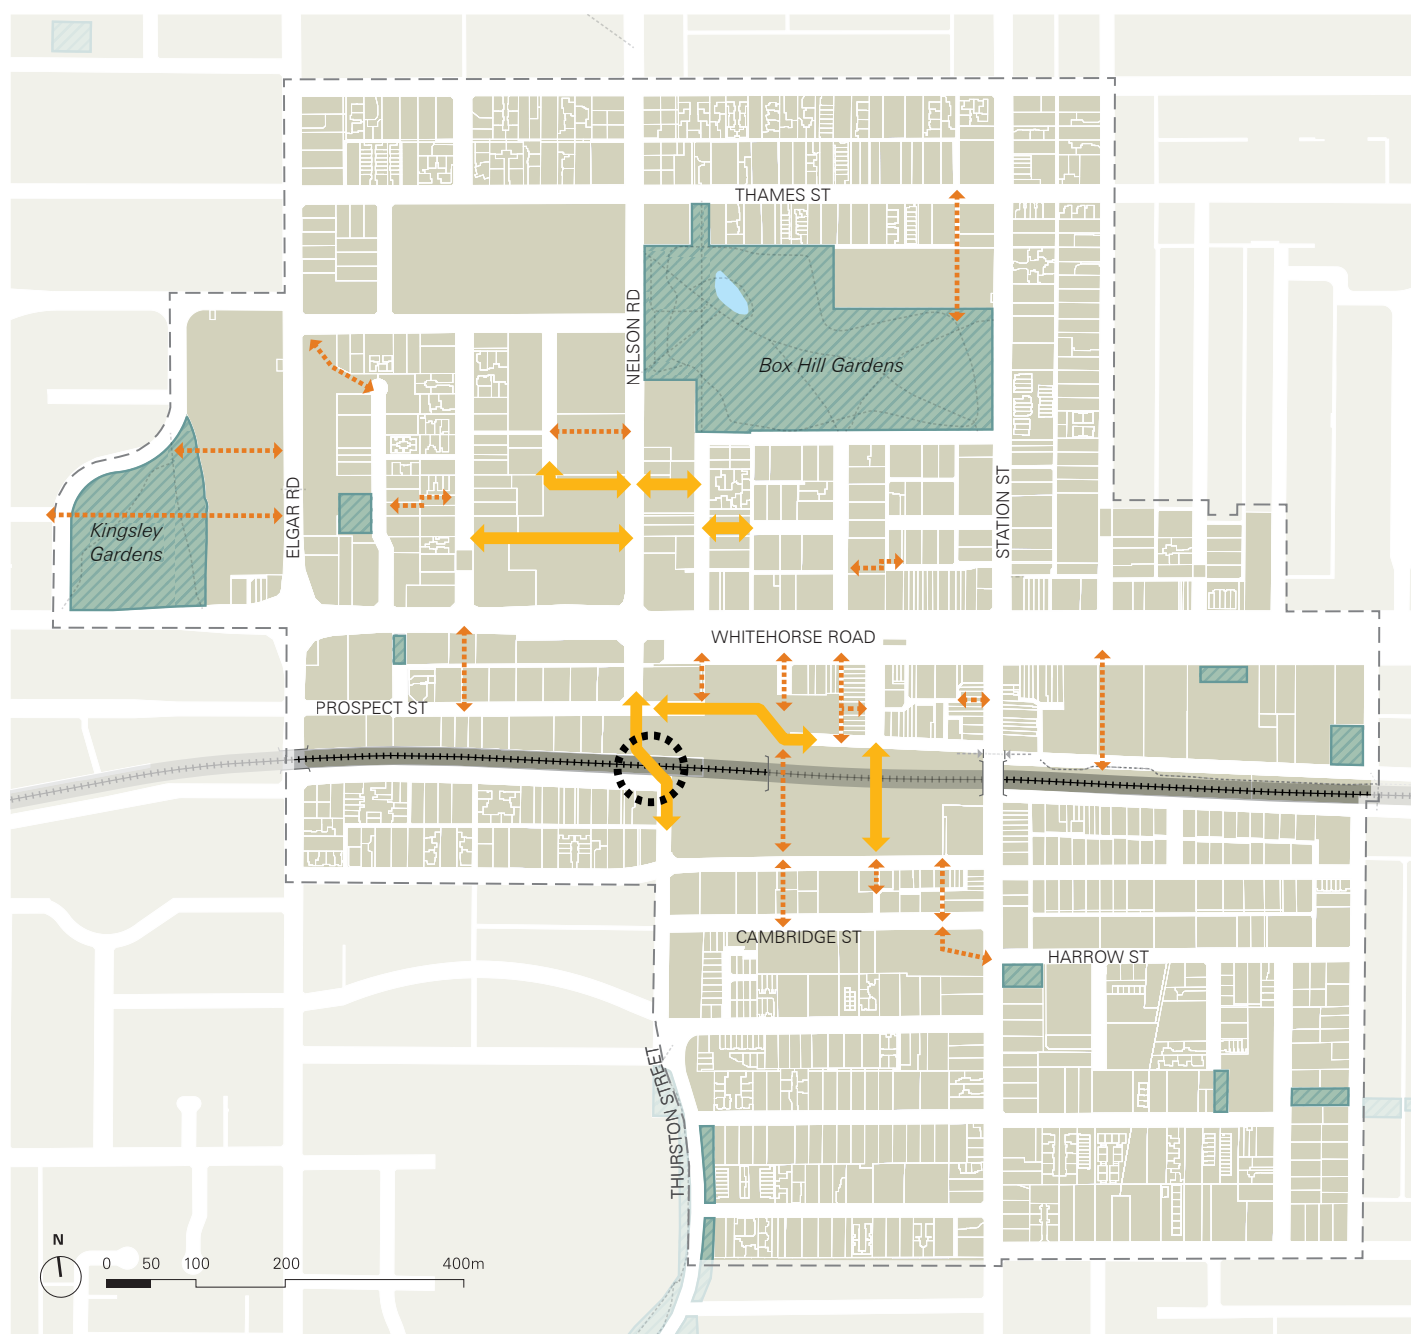 THAMES ST
NELSON RD
Box Hill Gardens
ELGAR RD
STATION ST
Kingsley
Gardens
WHITEHORSE ROAD
PROSPECT ST
CAMBRIDGE ST
HARROW ST
THURSTON STREET
N
0 50 100 200 400m